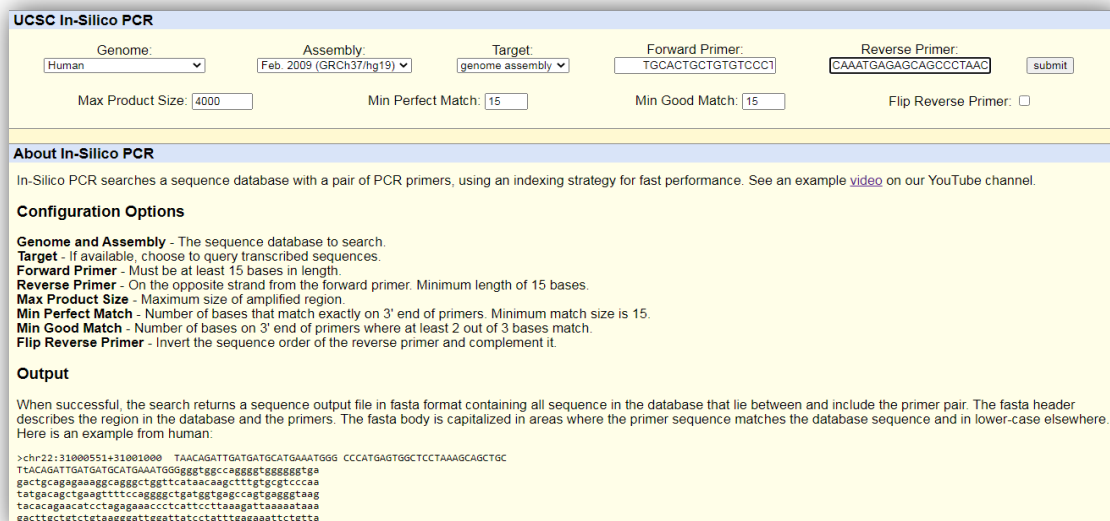 UCSC In-Silico PCR
Genome: Assembly: Target: Forward Primer: Reverse Primer:
Human Feb. 2009 (GRCh37/hg19) genome assembly TGCACTGCTGTGTCCCT CAAATGAGAGCAGCCCTAAC submit
Max Product Size: 4000 Min Perfect Match: 15 Min Good Match: 15 Flip Reverse Primer:
About In-Silico PCR
In-Silico PCR searches a sequence database with a pair of PCR primers, using an indexing strategy for fast performance. See an example video on our YouTube channel.
Configuration Options
Genome and Assembly - The sequence database to search.
Target - If available, choose to query transcribed sequences.
Forward Primer - Must be at least 15 bases in length.
Reverse Primer - On the opposite strand from the forward primer. Minimum length of 15 bases.
Max Product Size - Maximum size of amplified region.
Min Perfect Match - Number of bases that match exactly on 3' end of primers. Minimum match size is 15.
Min Good Match - Number of bases on 3' end of primers where at least 2 out of 3 bases match.
Flip Reverse Primer - Invert the sequence order of the reverse primer and complement it.
Output
When successful, the search returns a sequence output file in fasta format containing all sequence in the database that lie between and include the primer pair. The fasta header
describes the region in the database and the primers. The fasta body is capitalized in areas where the primer sequence matches the database sequence and in lower-case elsewhere.
Here is an example from human:
>chr22:31000551+31001000 TAACAGATTGATGATGCATGAAATGGG CCCATGAGTGGCTCCTAAAGCAGCTGC
TtACAGATTGATGATGCATGAAATGGGgggtggccaggggtggggggtga
gactgcagagaaaggcagggctggttcataacaagctttgtgcgtcccaa
tatgacagctgaagttttccaggggctgatggtgagccagtgagggtaag
tacacagaacatcctagagaaaccctcattccttaaagattaaaaataaa
gacttgctgtctgtaagggattggattatcctatttgagaaattctgtta